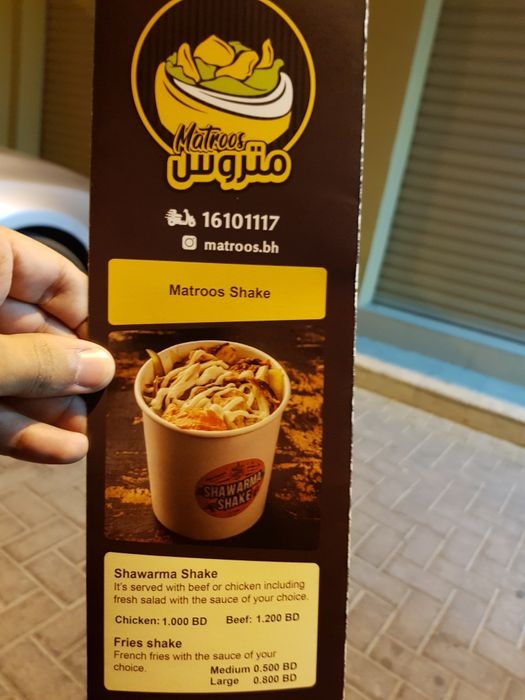 Matroos
متروس
16101117
matroos.bh
Matroos Shake
SHAWARMA
SHAKE
Shawarma Shake
It's served with beef or chicken including
fresh salad with the sauce of your choice.
Chicken: 1.000 BD Beef: 1.200 BD
Fries shake
French fries with the sauce of your
choice.
Medium 0.500 BD
Large 0.800 BD